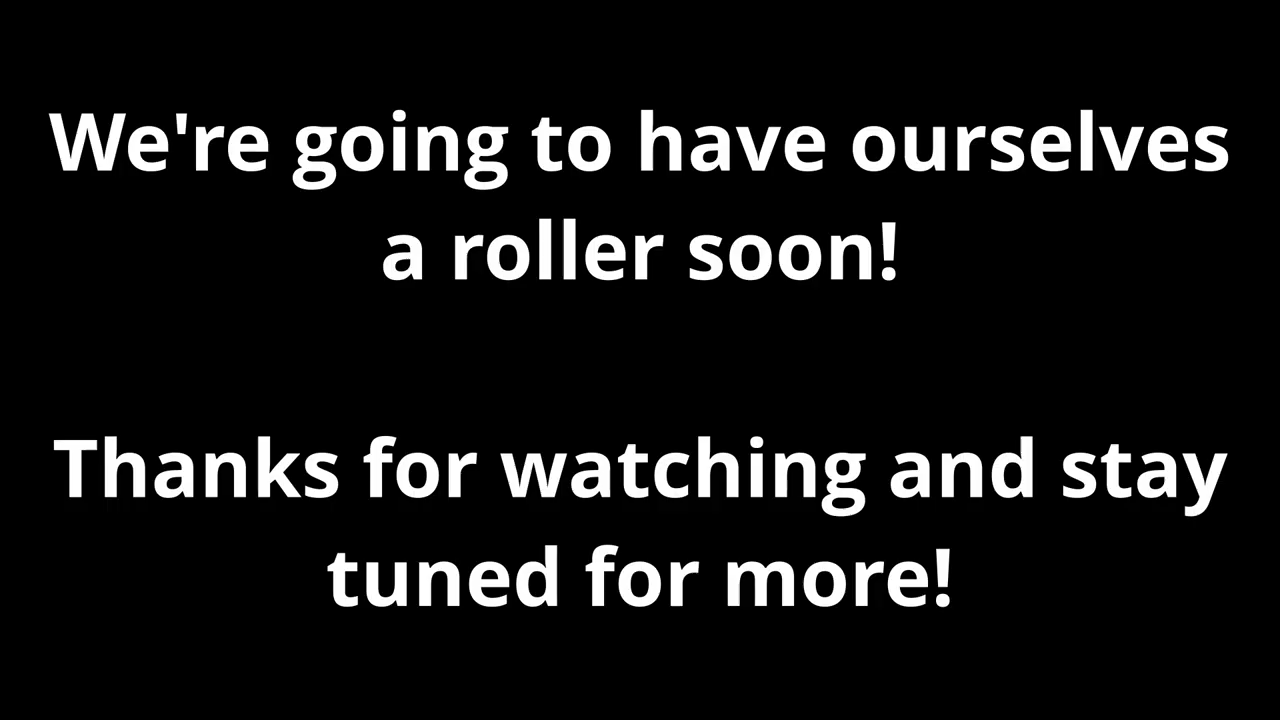 We're going to have ourselves
a roller soon!
Thanks for watching and stay
tuned for more!